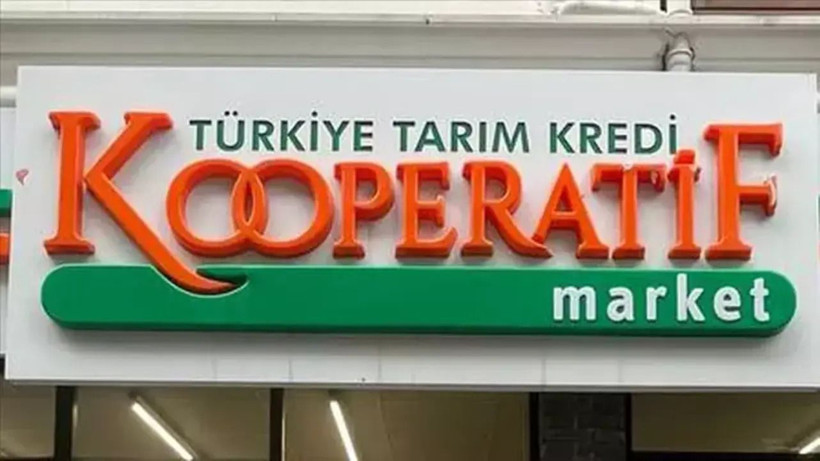 TÜRKİYE TARIM KREDİ
KOOPERATİF
market